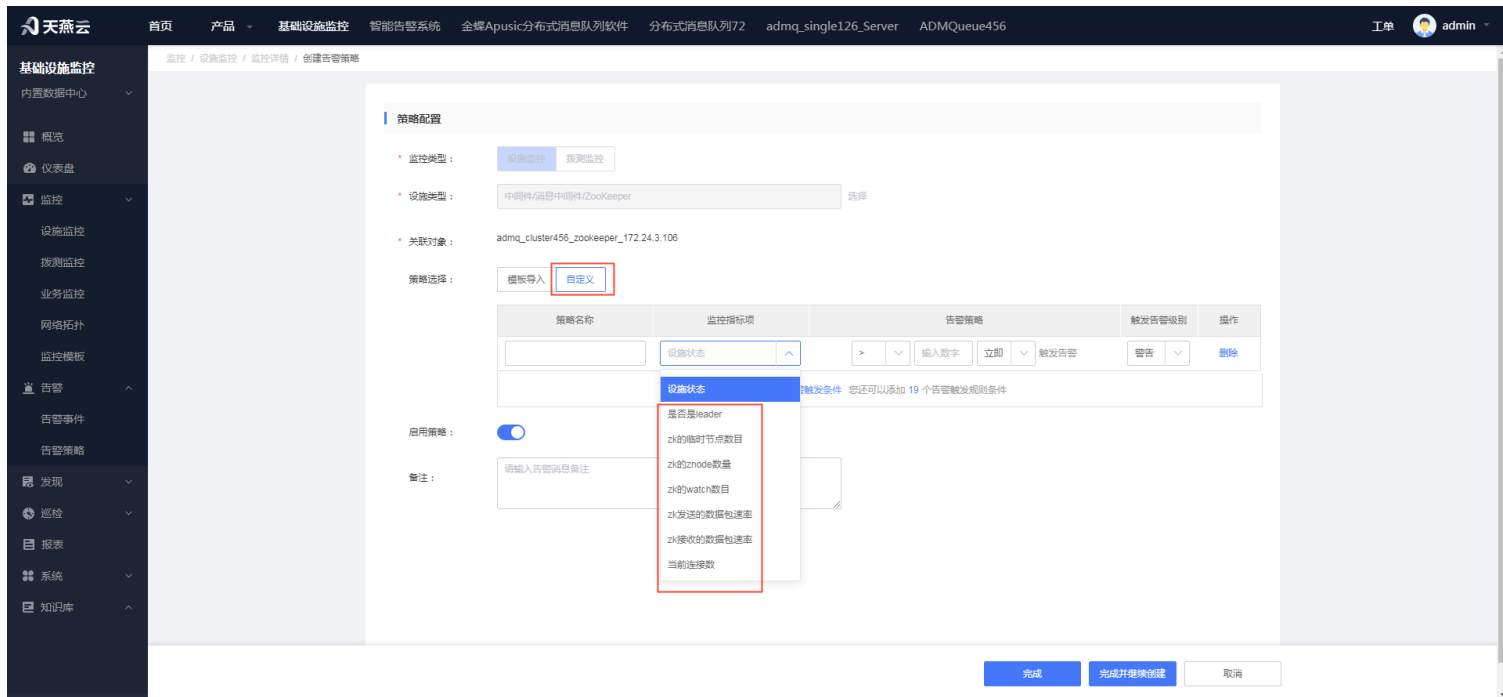 天燕云
首页 产品 基础设施监控 智能告警系统 金蝶Apusic分布式消息队列软件 分布式消息队列72 admq_single126_Server ADMQueue456 工单 admin
基础设施监控
内置数据中心
概览
仪表盘
监控
设施监控
拨测监控
业务监控
网络拓扑
监控模板
告警
告警事件
告警策略
发现
巡检
报表
系统
知识库
监控 / 设施监控 / 监控详情 / 创建告警策略
策略配置
* 监控类型： 设施监控 拨测监控
* 设施类型： 中间件/消息中间件/ZooKeeper 选择
* 关联对象： admq_cluster456_zookeeper_172.24.3.106
策略选择： 模板导入 自定义
策略名称 监控指标项 告警策略 触发告警级别 操作
设施状态 > 输入数字 立即 触发告警 警告 删除
设施状态
触发条件 您还可以添加 19 个告警触发规则条件
是否是leader
zk的临时节点数目
zk的znode数量
zk的watch数目
zk发送的数据包速率
zk接收的数据包速率
当前连接数
启用策略：
备注： 请输入告警消息备注
完成 完成并继续创建 取消